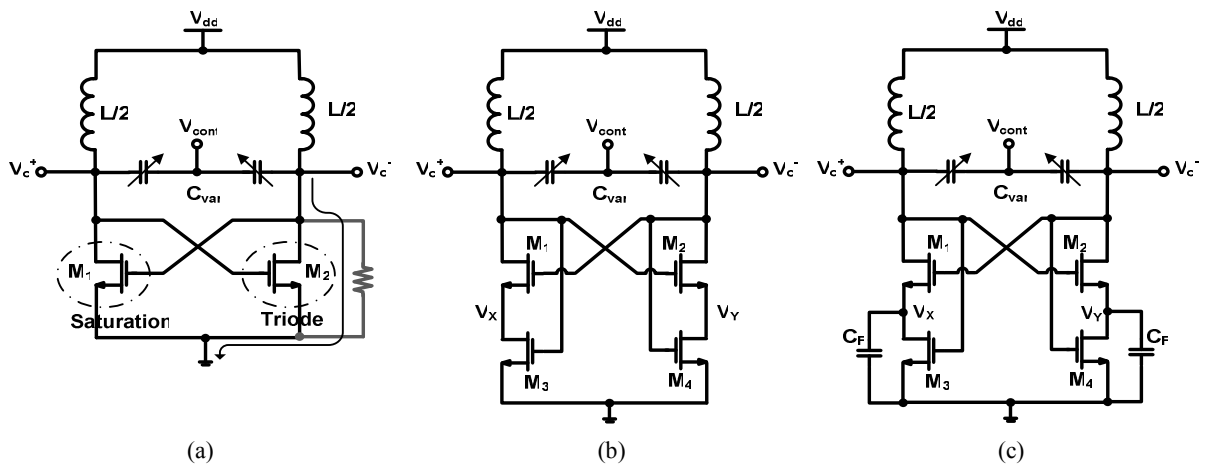 Vdd
L/2
L/2
Vcont
Vc+
Vc-
Cvar
M1
M2
Saturation
Triode
(a)
Vdd
L/2
L/2
Vcont
Vc+
Vc-
Cvar
M1
M2
VX
VY
M3
M4
(b)
Vdd
L/2
L/2
Vcont
Vc+
Vc-
Cvar
M1
M2
VX
VY
CF
CF
M3
M4
(c)